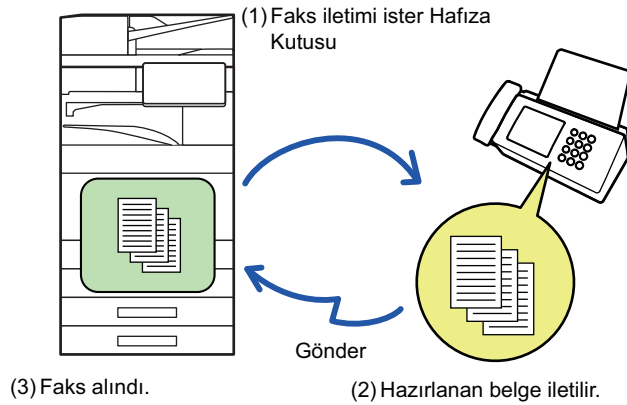 (1) Faks iletimi ister Hafıza
Kutusu
Gönder
(3) Faks alındı.
(2) Hazırlanan belge iletilir.